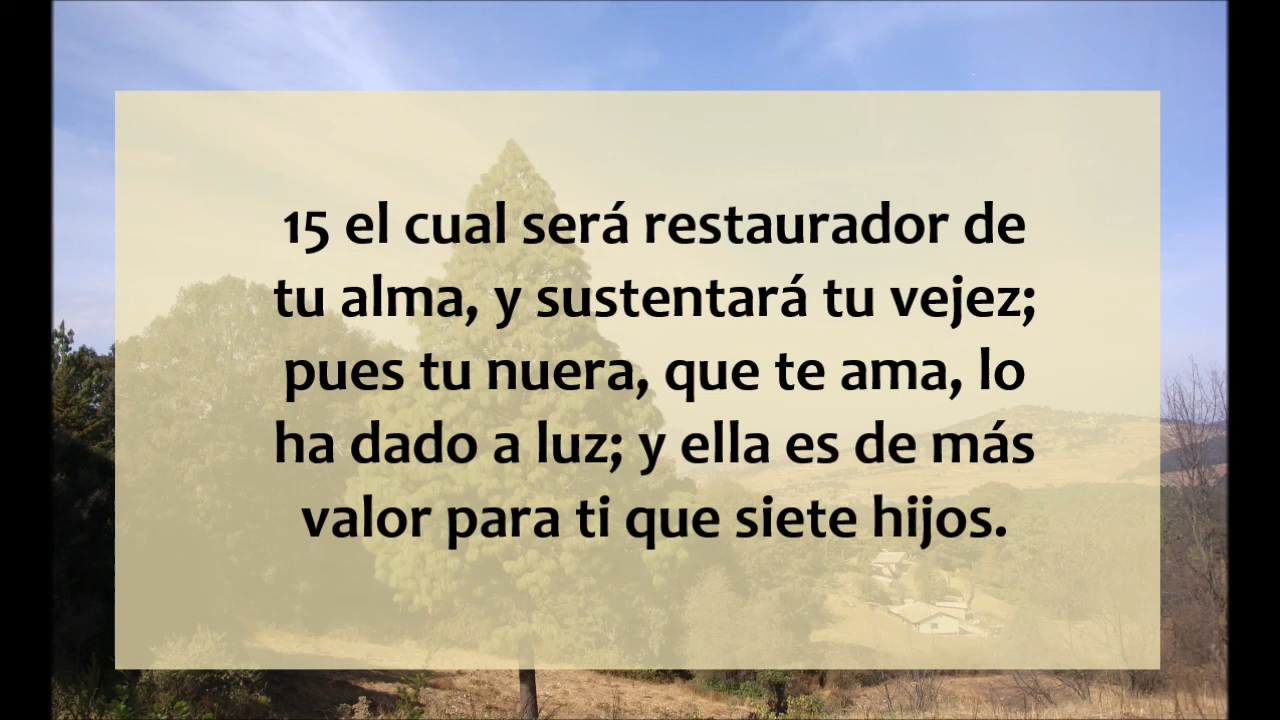 15 el cual será restaurador de
tu alma, y sustentará tu vejez;
pues tu nuera, que te ama, lo
ha dado a luz; y ella es de más
valor para ti que siete hijos.